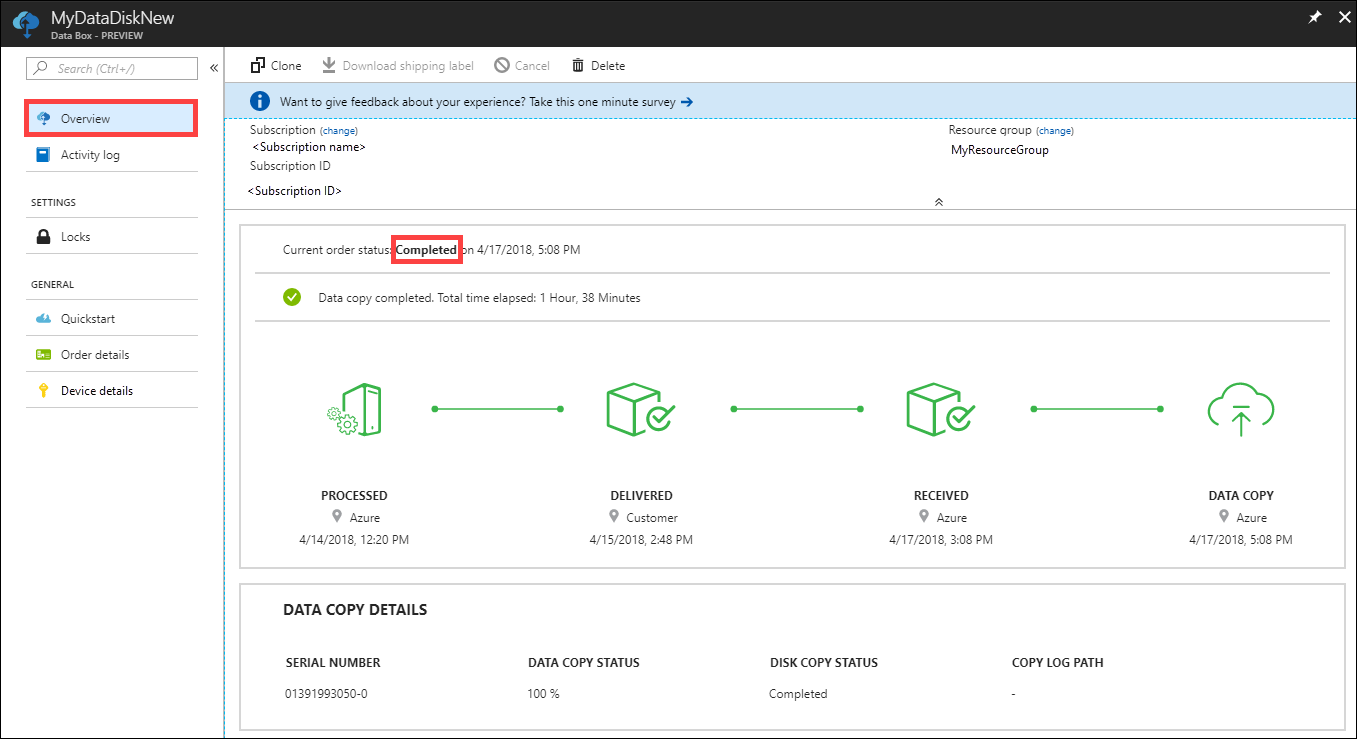 MyDataDiskNew
Data Box - PREVIEW
Search (Ctrl+/)
«
Clone
Download shipping label
Cancel
Delete
Overview
Activity log
SETTINGS
Locks
GENERAL
Quickstart
Order details
Device details
Want to give feedback about your experience? Take this one minute survey →
Subscription (change)
<Subscription name>
Subscription ID
<Subscription ID>
Resource group (change)
MyResourceGroup
Current order status: Completed on 4/17/2018, 5:08 PM
Data copy completed. Total time elapsed: 1 Hour, 38 Minutes
PROCESSED
Azure
4/14/2018, 12:20 PM
DELIVERED
Customer
4/15/2018, 2:48 PM
RECEIVED
Azure
4/17/2018, 3:08 PM
DATA COPY
Azure
4/17/2018, 5:08 PM
DATA COPY DETAILS
SERIAL NUMBER DATA COPY STATUS DISK COPY STATUS COPY LOG PATH
01391993050-0 100 % Completed -